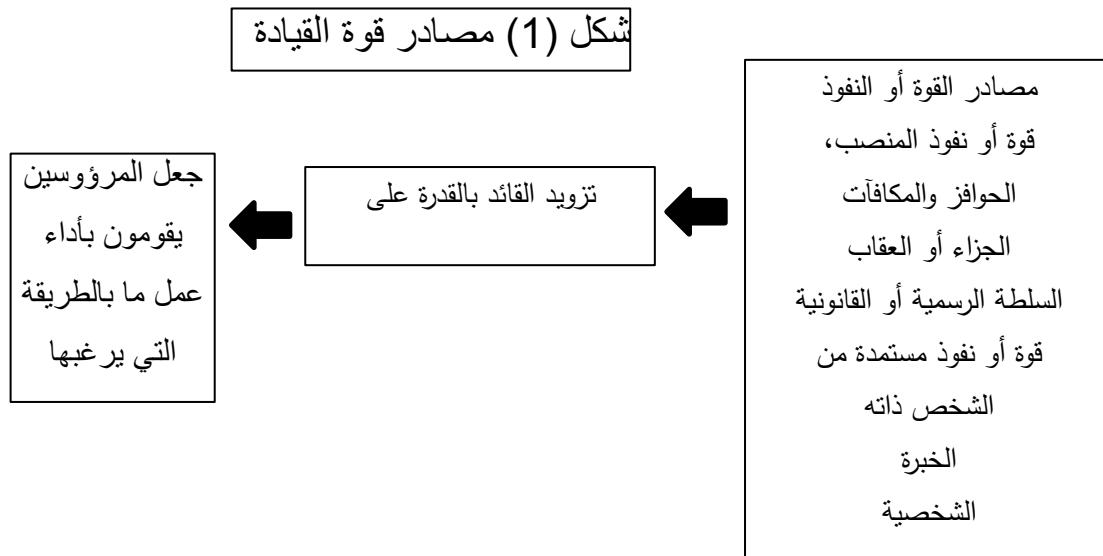 شكل (1) مصادر قوة القيادة
مصادر القوة أو النفوذ
قوة أو نفوذ المنصب،
الحوافز والمكافآت
الجزاء أو العقاب
السلطة الرسمية أو القانونية
قوة أو نفوذ مستمدة من
الشخص ذاته
الخبرة
الشخصية
تزويد القائد بالقدرة على
جعل المرؤوسين
يقومون بأداء
عمل ما بالطريقة
التي يرغبها